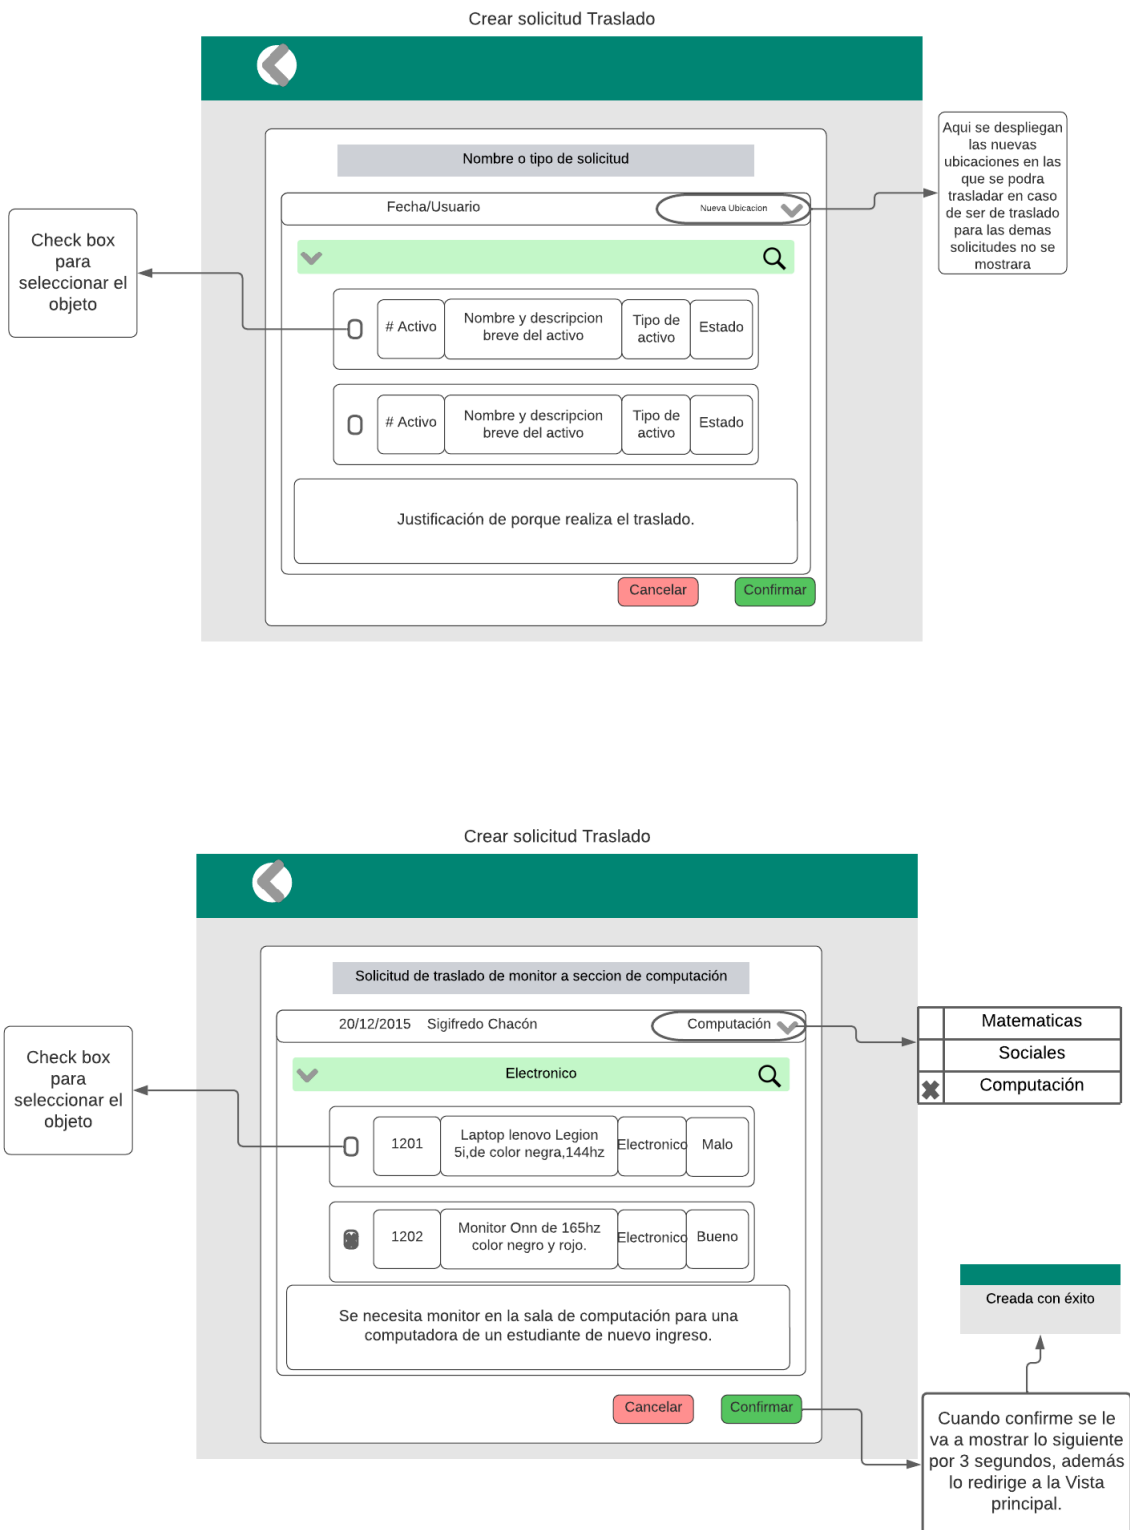 Crear solicitud Traslado
Nombre o tipo de solicitud
Fecha/Usuario
Nueva Ubicacion
Aqui se despliegan
las nuevas
ubicaciones en las
que se podra
trasladar en caso
de ser de traslado
para las demas
solicitudes no se
mostrara
Check box
para
seleccionar el
objeto
# Activo
Nombre y descripcion
breve del activo
Tipo de
activo
Estado
# Activo
Nombre y descripcion
breve del activo
Tipo de
activo
Estado
Justificación de porque realiza el traslado.
Cancelar
Confirmar
Crear solicitud Traslado
Solicitud de traslado de monitor a seccion de computación
20/12/2015 Sigifredo Chacón
Computación
Matematicas
Sociales
Computación
Check box
para
seleccionar el
objeto
Electronico
1201
Laptop lenovo Legion
5i,de color negra,144hz
Electronico
Malo
1202
Monitor Onn de 165hz
color negro y rojo.
Electronico
Bueno
Se necesita monitor en la sala de computación para una
computadora de un estudiante de nuevo ingreso.
Cancelar
Confirmar
Creada con éxito
Cuando confirme se le
va a mostrar lo siguiente
por 3 segundos, además
lo redirige a la Vista
principal.